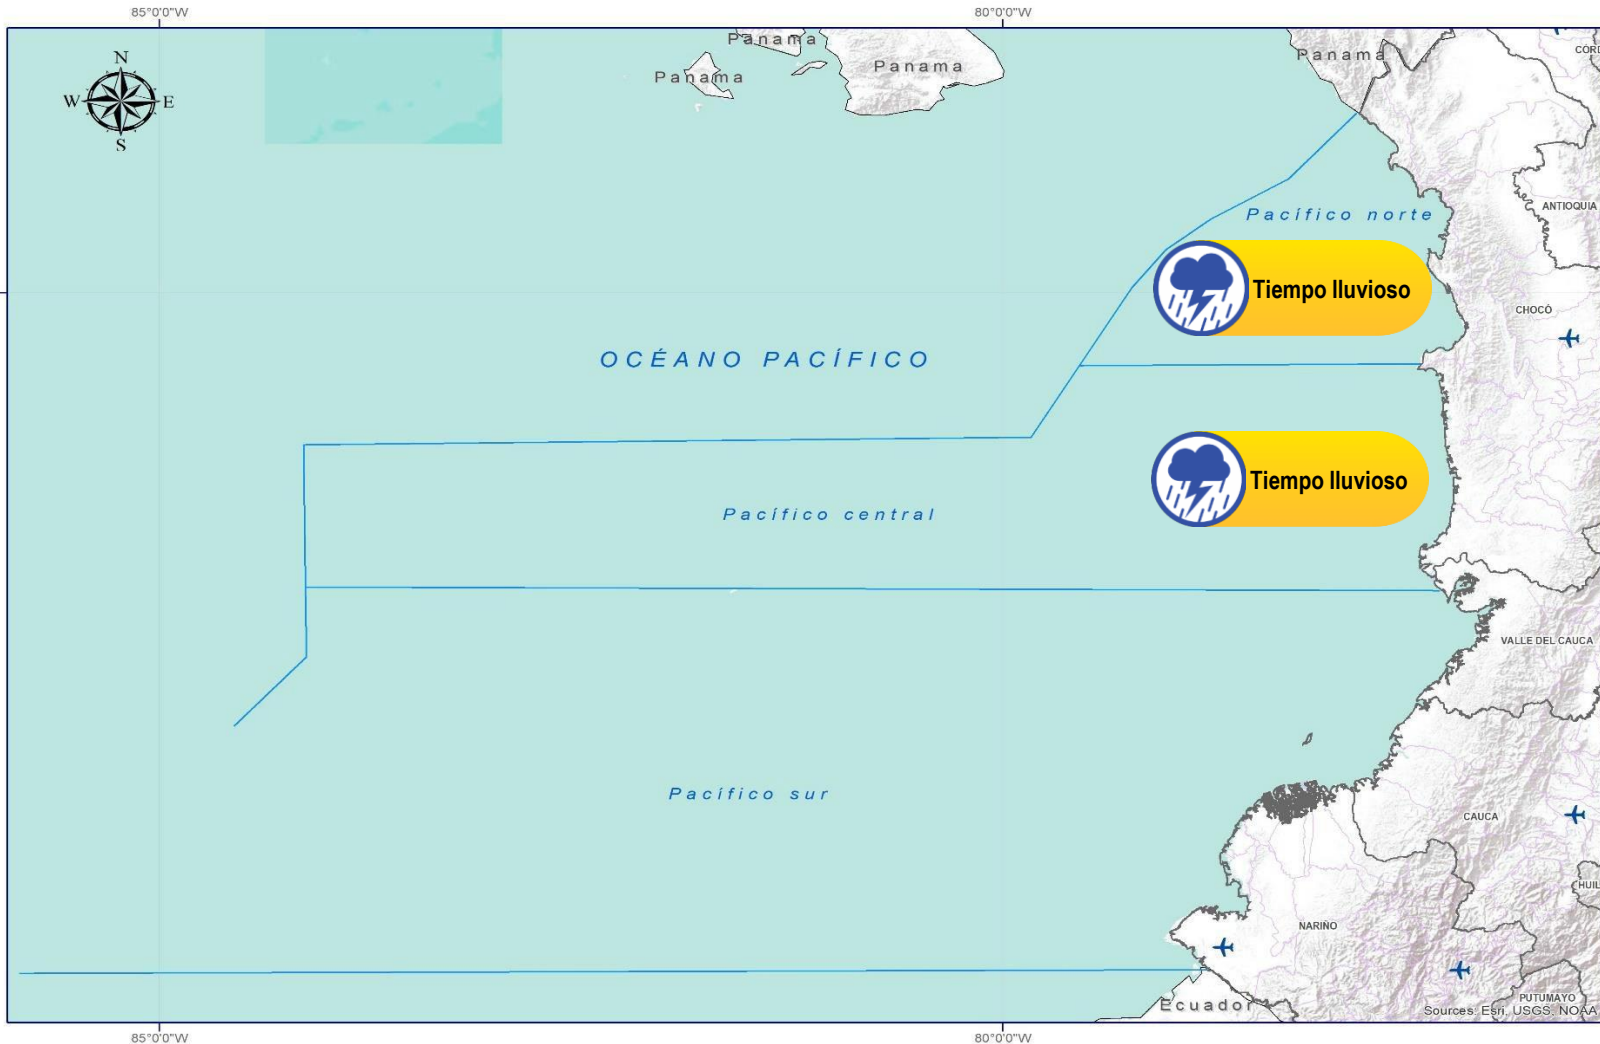 85°0'0"W
80°0'0"W
N
W
E
S
Panama
Panama
Panama
Panama
ANTIOQUIA
Pacífico norte
Tiempo lluvioso
CHOCÓ
OCÉANO PACÍFICO
Tiempo lluvioso
Pacífico central
VALLE DEL CAUCA
Pacífico sur
CAUCA
NARIÑO
Ecuador
PUTUMAYO
Sources: Esri, USGS, NOAA
85°0'0"W
80°0'0"W